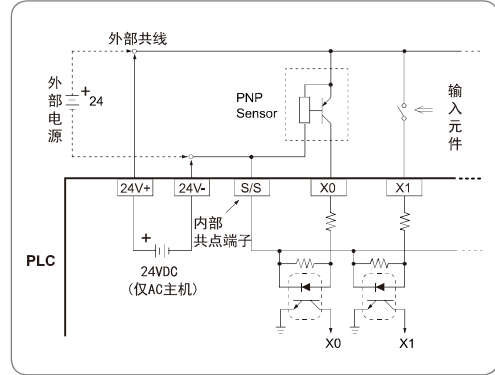 外部共线
外部电源
+
24
PNP
Sensor
输入元件
24V+
24V-
S/S
X0
X1
内部
共点端子
PLC
+
24VDC
(仅AC主机)
X0
X1